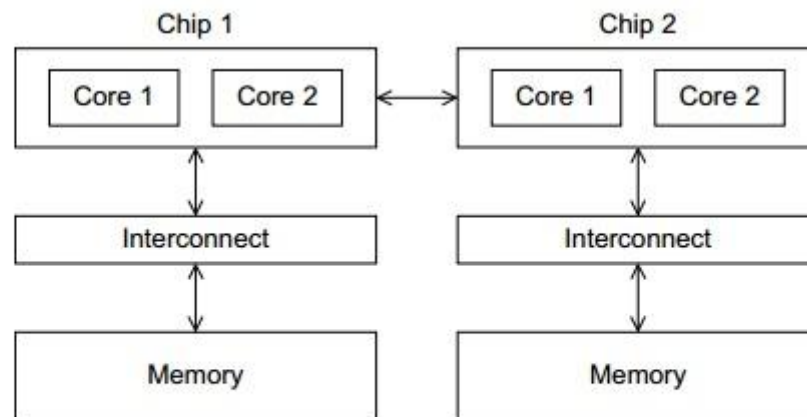 Chip 1
Chip 2
Core 1
Core 2
Core 1
Core 2
Interconnect
Interconnect
Memory
Memory